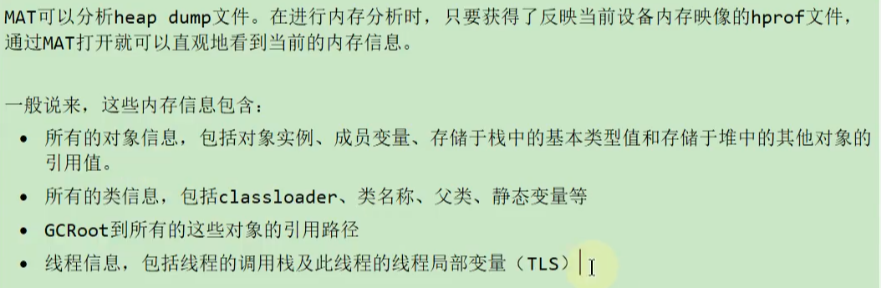 MAT可以分析heap dump文件。在进行内存分析时，只要获得了反映当前设备内存映像的hprof文件，
通过MAT打开就可以直观地看到当前的内存信息。
一般说来，这些内存信息包含：
• 所有的对象信息，包括对象实例、成员变量、存储于栈中的基本类型值和存储于堆中的其他对象的
引用值。
• 所有的类信息，包括classloader、类名称、父类、静态变量等
• GCRoot到所有的这些对象的引用路径
• 线程信息，包括线程的调用栈及此线程的线程局部变量（TLS）